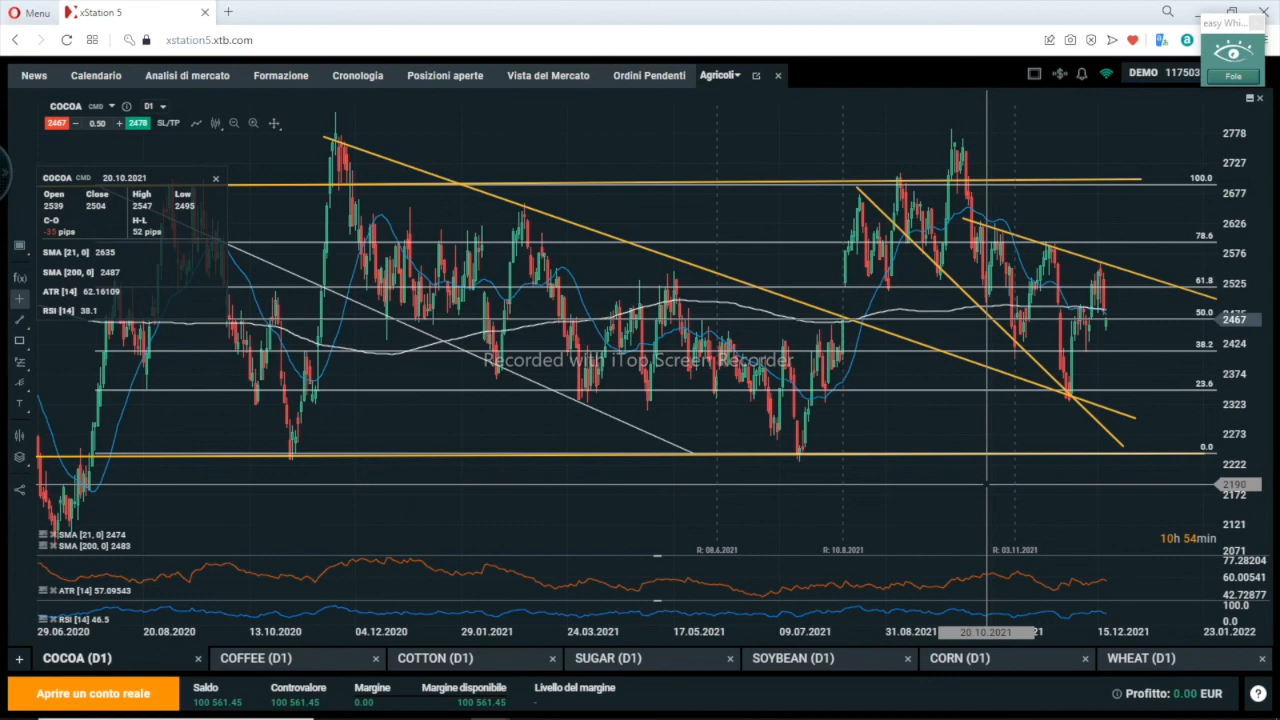 Menu
xStation 5
easy Whi...
xstation5.xtb.com
Fole
News Calendario Analisi di mercato Formazione Cronologia Posizioni aperte Vista del Mercato Ordini Pendenti Agricoli DEMO 117503
COCOA CMD D1
2467 − 0.50 + 2478 SL/TP
COCOA CMD 20.10.2021
Open Close High Low
2539 2504 2547 2495
C-O H-L
-35 pips 52 pips
SMA [21, 0] 2635
SMA [200, 0] 2487
ATR [14] 62.16109
RSI [14] 38.1
f(x)
T
100.0
78.6
61.8
50.0
38.2
23.6
0.0
2778
2727
2677
2626
2576
2525
2467
2424
2374
2323
2273
2222
2190
2172
2121
2071
Recorded with iTop Screen Recorder
SMA [21, 0] 2474
SMA [200, 0] 2483
10h 54min
R: 08.6.2021 R: 10.8.2021 R: 03.11.2021
77.28204
60.00541
42.72877
ATR [14] 57.09543
100.0
0.0
RSI [14] 46.5
29.06.2020 20.08.2020 13.10.2020 04.12.2020 29.01.2021 24.03.2021 17.05.2021 09.07.2021 31.08.2021 20.10.2021 15.12.2021 23.01.2022
+ COCOA (D1) COFFEE (D1) COTTON (D1) SUGAR (D1) SOYBEAN (D1) CORN (D1) WHEAT (D1)
Aprire un conto reale
Saldo Controvalore Margine Margine disponibile Livello del margine
100 561.45 100 561.45 0.00 100 561.45 -
Profitto: 0.00 EUR